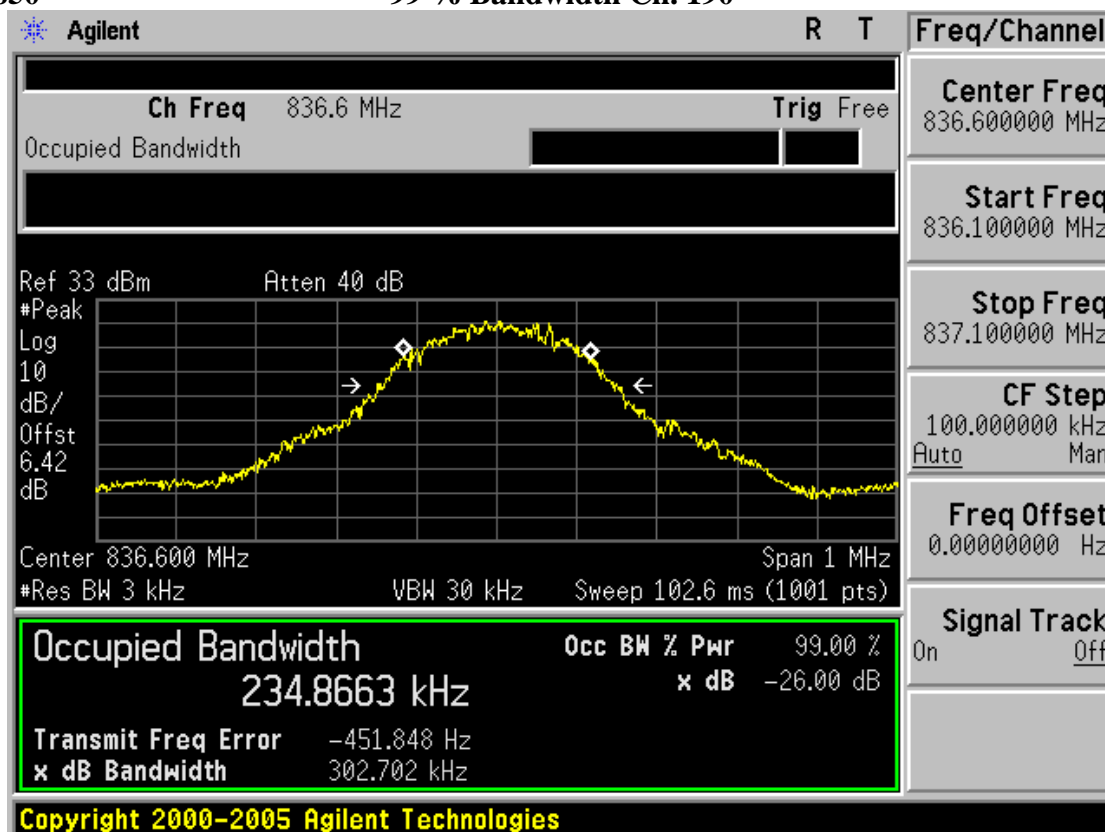 99 % Bandwidth Ch. 190
Agilent R T Freq/Channel
Ch Freq 836.6 MHz Trig Free
Occupied Bandwidth
Center Freq
836.600000 MHz
Start Freq
836.100000 MHz
Stop Freq
837.100000 MHz
CF Step
100.000000 kHz
Auto Man
Freq Offset
0.00000000 Hz
Signal Track
On Off
Ref 33 dBm Atten 40 dB
#Peak
Log
10
dB/
Offst
6.42
dB
Center 836.600 MHz Span 1 MHz
#Res BW 3 kHz VBW 30 kHz Sweep 102.6 ms (1001 pts)
Occupied Bandwidth Occ BW % Pwr 99.00 %
234.8663 kHz x dB -26.00 dB
Transmit Freq Error -451.848 Hz
x dB Bandwidth 302.702 kHz
Copyright 2000-2005 Agilent Technologies